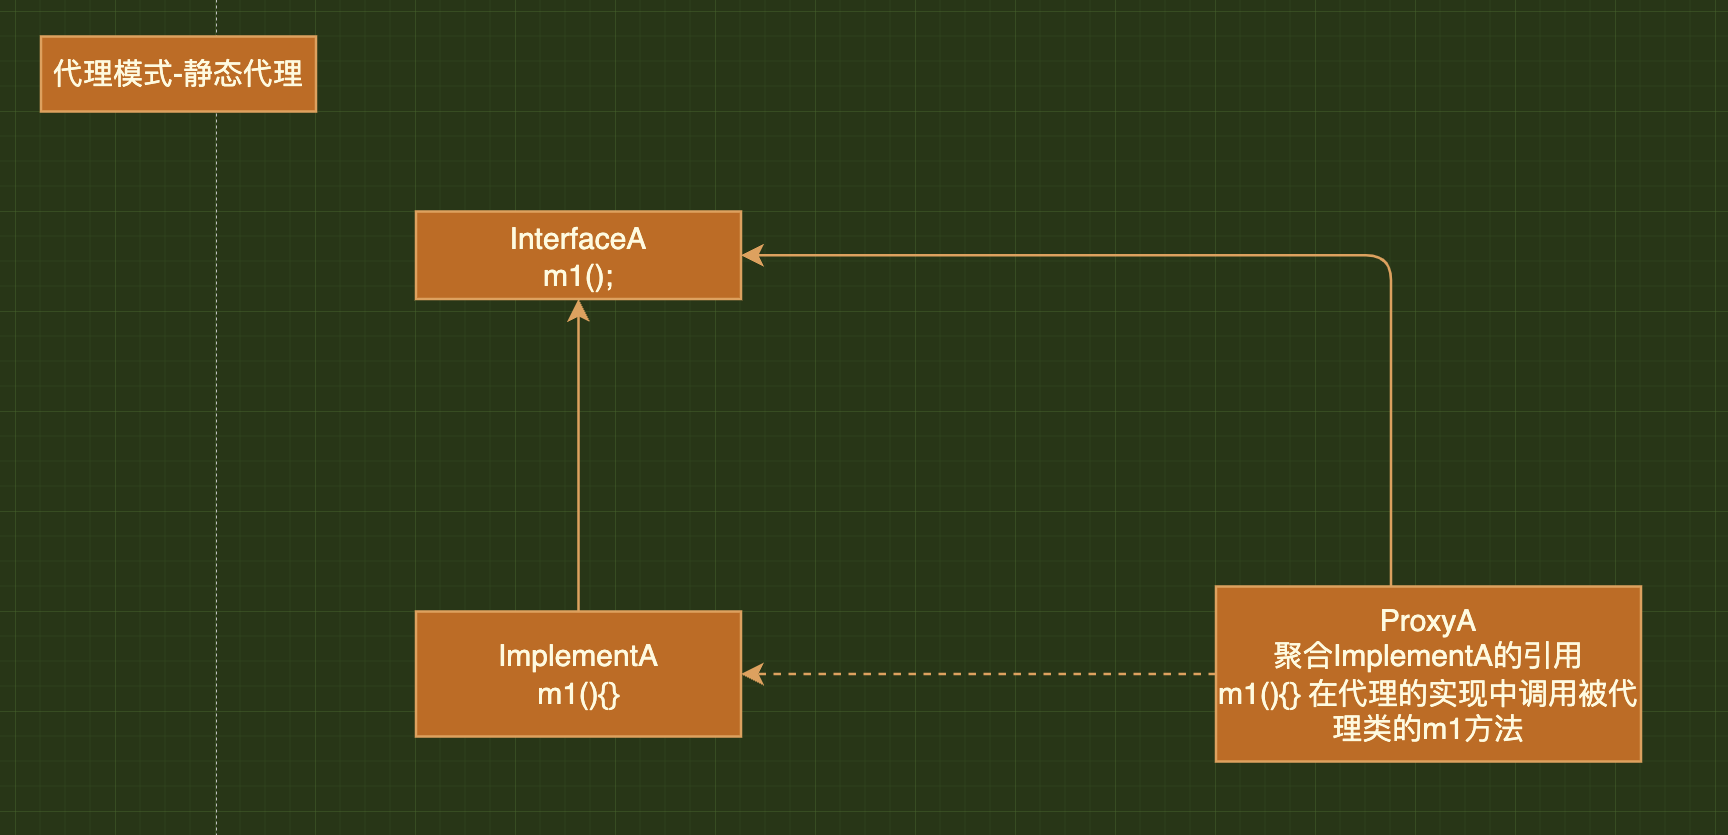 代理模式-静态代理
InterfaceA
m1();
ImplementA
m1(){}
ProxyA
聚合ImplementA的引用
m1(){} 在代理的实现中调用被代
理类的m1方法